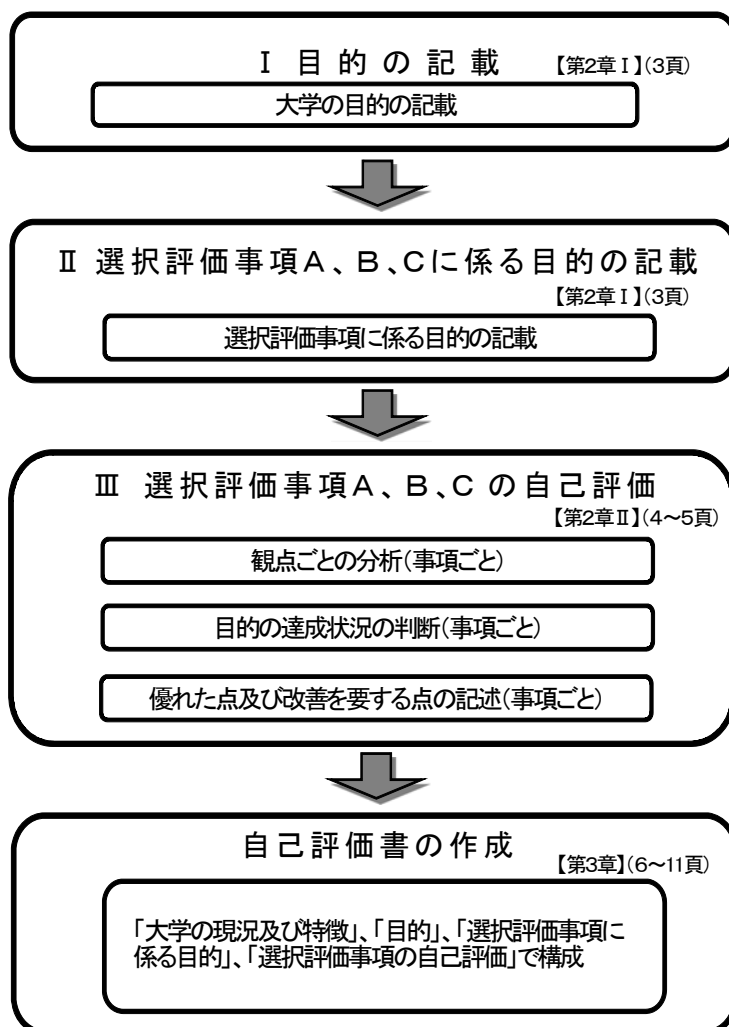 Ⅰ 目的の記載 【第2章Ⅰ】(3頁)
大学の目的の記載
Ⅱ 選択評価事項A、B、Cに係る目的の記載
【第2章Ⅰ】(3頁)
選択評価事項に係る目的の記載
Ⅲ 選択評価事項A、B、C の自己評価
【第2章Ⅱ】(4～5頁)
観点ごとの分析(事項ごと)
目的の達成状況の判断(事項ごと)
優れた点及び改善を要する点の記述(事項ごと)
自己評価書の作成 【第3章】(6～11頁)
「大学の現況及び特徴」、「目的」、「選択評価事項に
係る目的」、「選択評価事項の自己評価」で構成